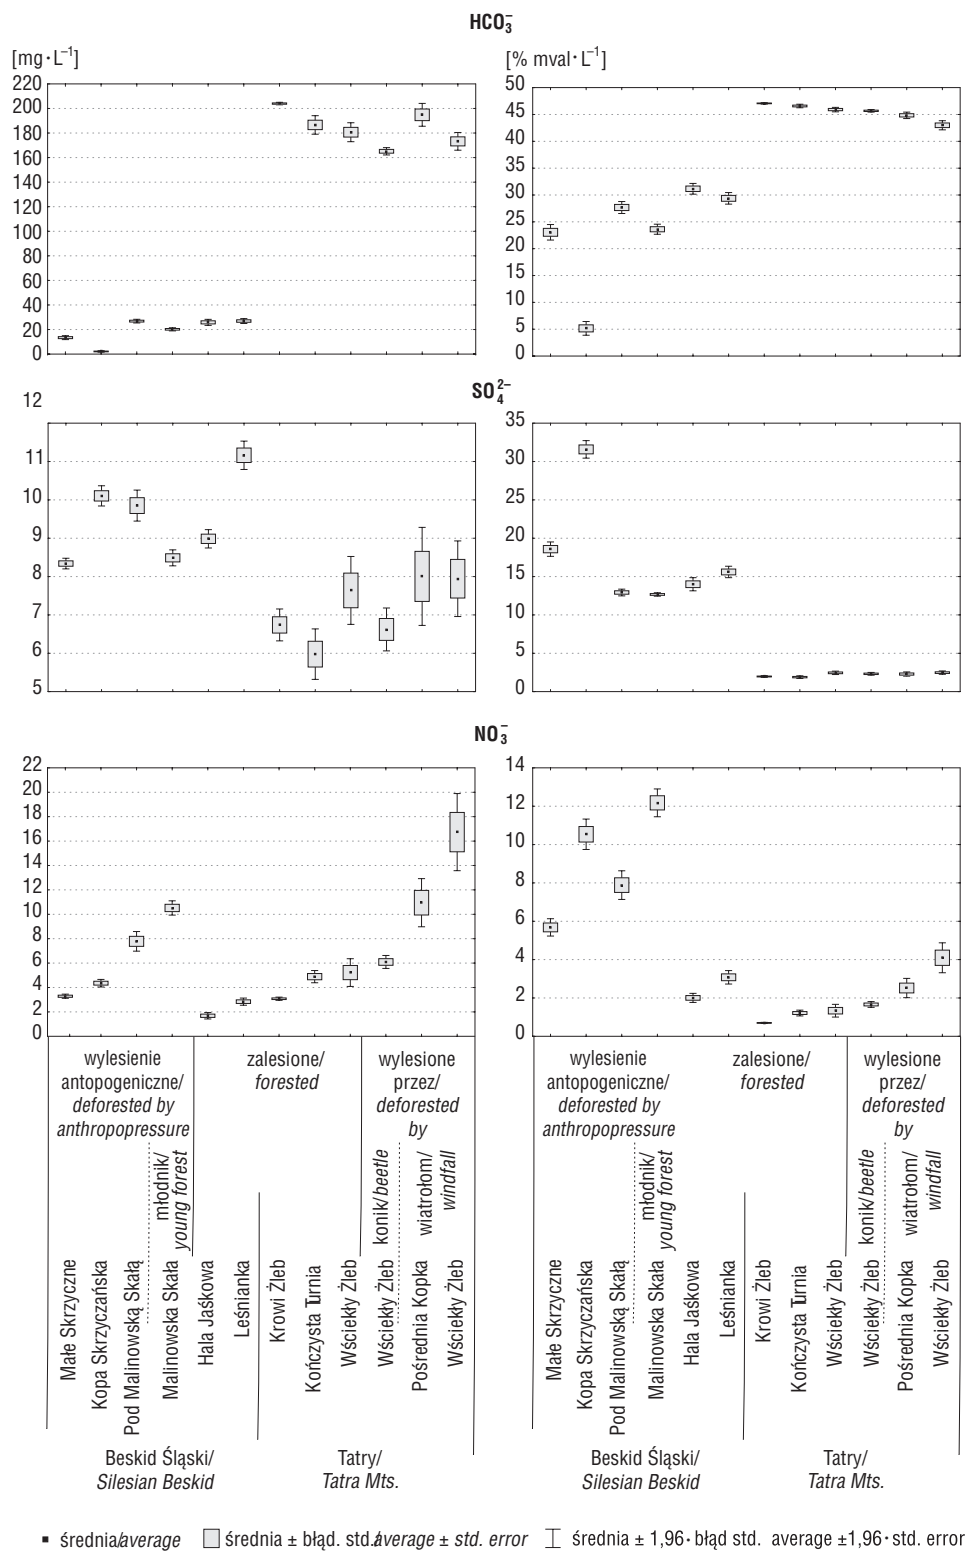 HCO₃⁻
[mg·L⁻¹]
[% mval·L⁻¹]
220
200
180
160
140
120
100
80
60
40
20
0
50
45
40
35
30
25
20
15
10
5
0
SO₄²⁻
12
11
10
9
8
7
6
5
35
30
25
20
15
10
5
0
NO₃⁻
22
20
18
16
14
12
10
8
6
4
2
0
14
12
10
8
6
4
2
0
wylesienie
antopogeniczne/
deforested by
anthropopressure
młodnik/
young forest
zalesione/
forested
wylesione
przez/
deforested
by
konik/beetle
wiatrołom/
windfall
Małe Skrzyczne
Kopa Skrzyczańska
Pod Malinowską Skałą
Malinowska Skała
Hala Jaśkowa
Leśnianka
Krowi Żleb
Kończysta Turnia
Wściekły Żleb
Wściekły Żleb
Pośrednia Kopka
Wściekły Żleb
Beskid Śląski/
Silesian Beskid
Tatry/
Tatra Mts.
wylesienie
antopogeniczne/
deforested by
anthropopressure
młodnik/
young forest
zalesione/
forested
wylesione
przez/
deforested
by
konik/beetle
wiatrołom/
windfall
Małe Skrzyczne
Kopa Skrzyczańska
Pod Malinowską Skałą
Malinowska Skała
Hala Jaśkowa
Leśnianka
Krowi Żleb
Kończysta Turnia
Wściekły Żleb
Wściekły Żleb
Pośrednia Kopka
Wściekły Żleb
Beskid Śląski/
Silesian Beskid
Tatry/
Tatra Mts.
średnia/average
średnia ± błąd. std./average ± std. error
średnia ± 1,96·błąd std. average ±1,96·std. error